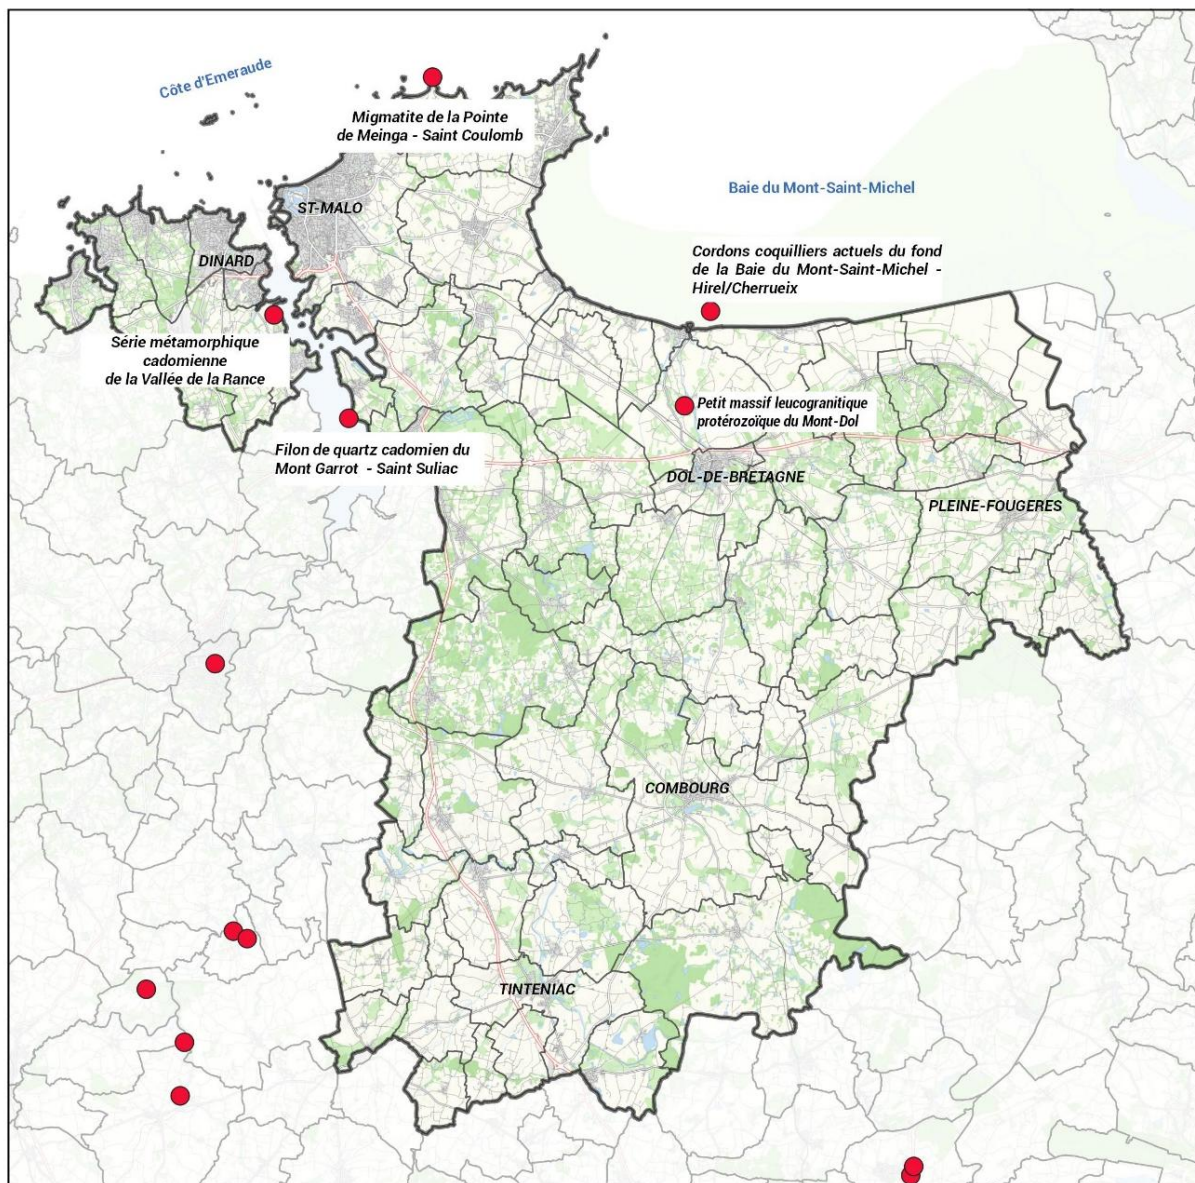 Côte d'Emeraude
Migmatite de la Pointe
de Meinga - Saint Coulomb
Baie du Mont-Saint-Michel
ST-MALO
DINARD
Cordons coquilliers actuels du fond
de la Baie du Mont-Saint-Michel -
Hirel/Cherrueix
Série métamorphique
cadomienne
de la Vallée de la Rance
Petit massif leucogranitique
protérozoïque du Mont-Dol
Filon de quartz cadomien du
Mont Garrot - Saint Suliac
DOL-DE-BRETAGNE
PLEINE-FOUGERES
COMBOURG
TINTENIAC